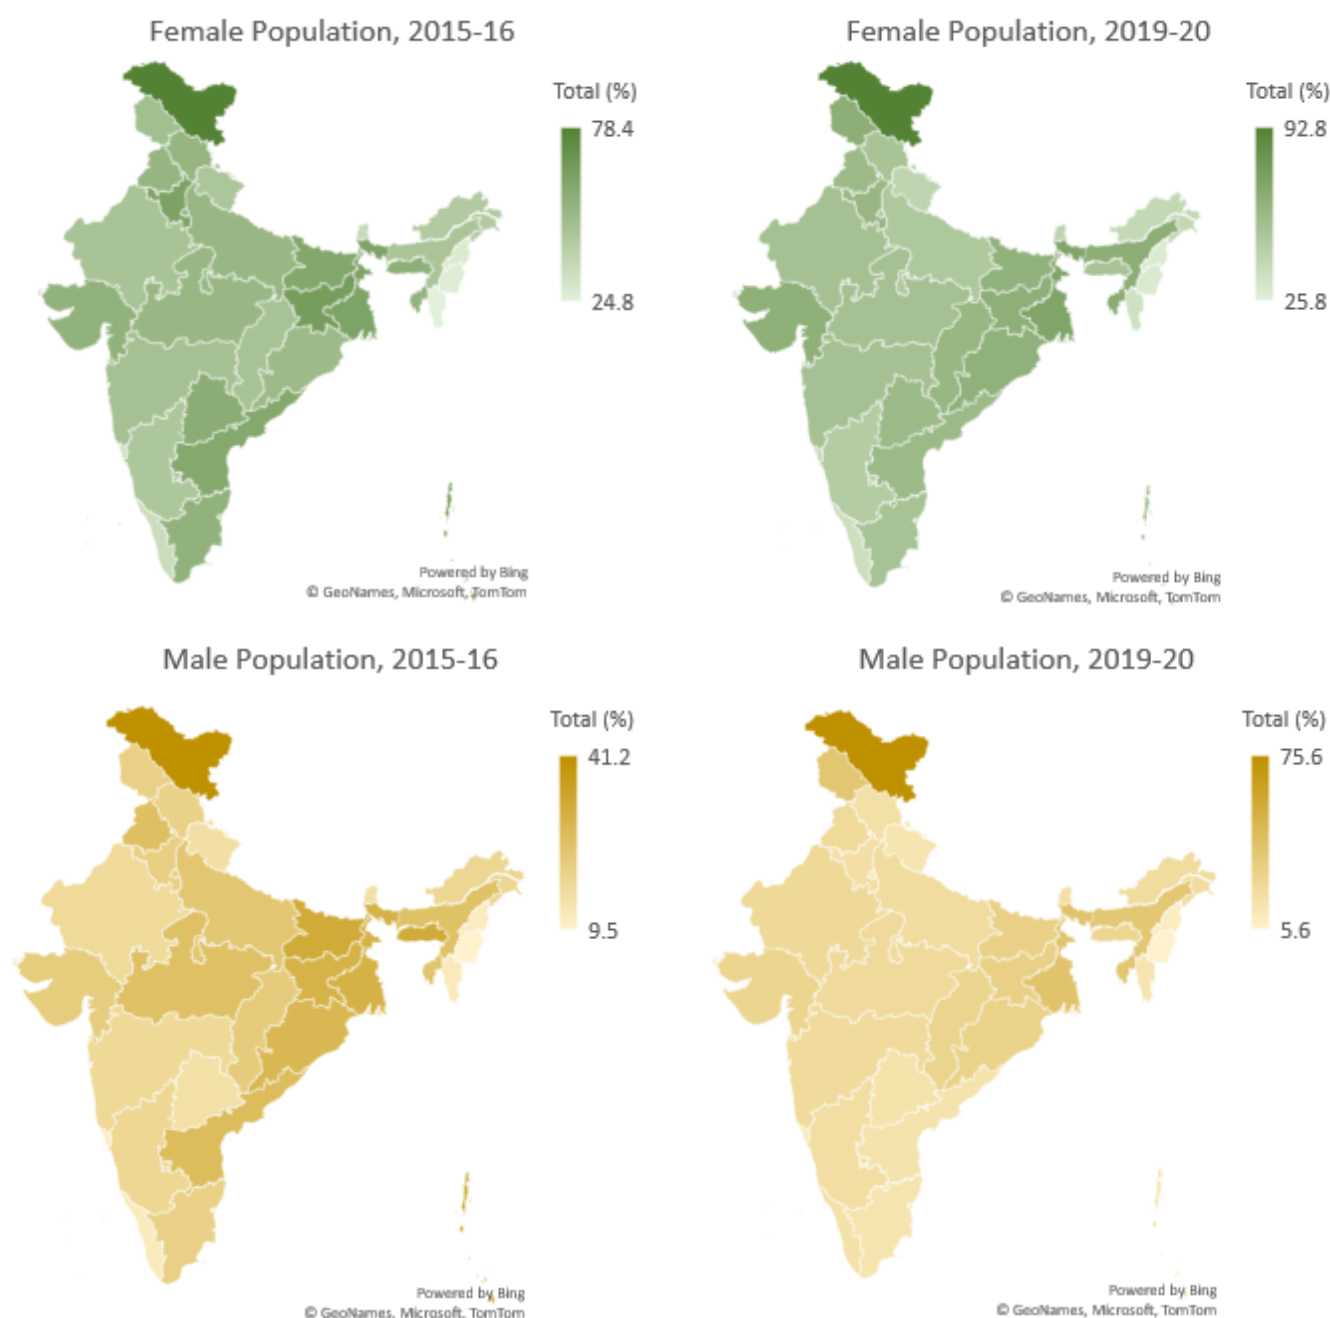 Female Population, 2015-16
Total (%)
78.4
24.8
Powered by Bing
© GeoNames, Microsoft, TomTom
Female Population, 2019-20
Total (%)
92.8
25.8
Powered by Bing
© GeoNames, Microsoft, TomTom
Male Population, 2015-16
Total (%)
41.2
9.5
Powered by Bing
© GeoNames, Microsoft, TomTom
Male Population, 2019-20
Total (%)
75.6
5.6
Powered by Bing
© GeoNames, Microsoft, TomTom